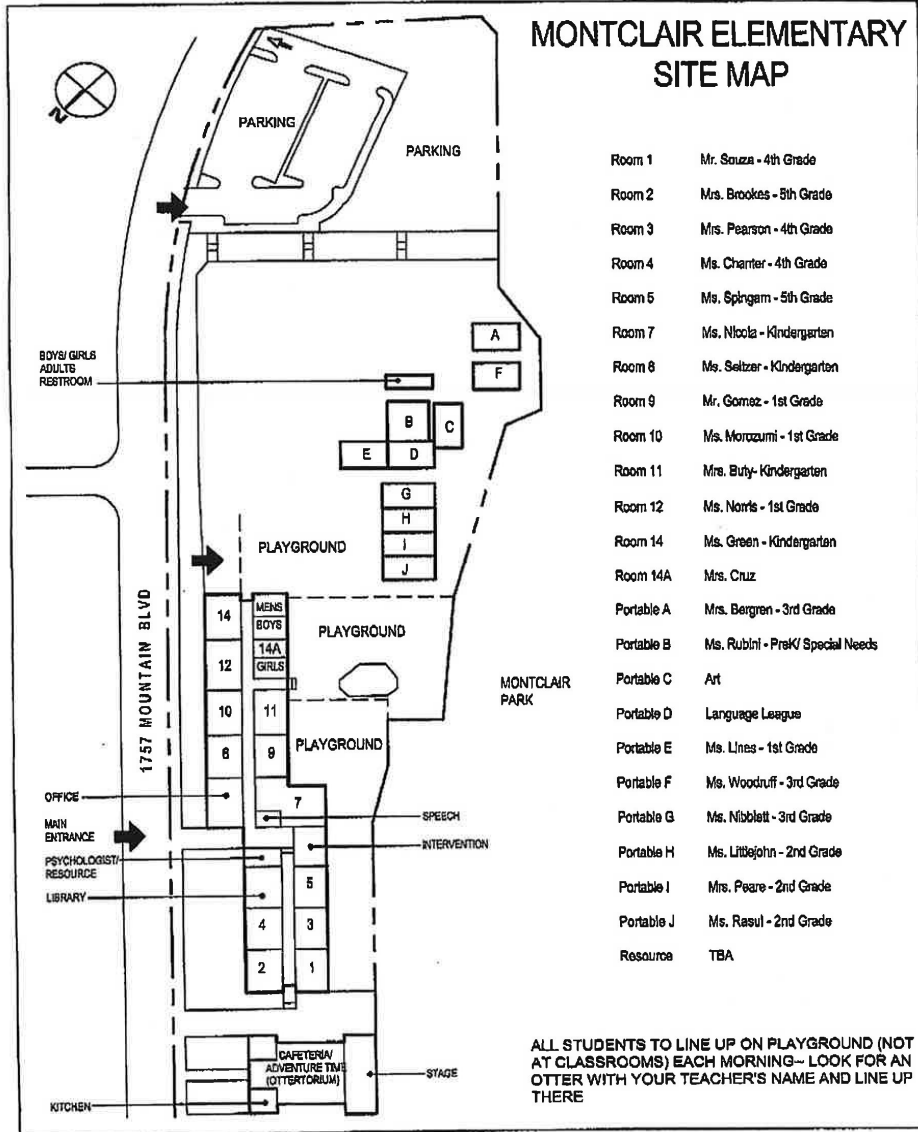 MONTCLAIR ELEMENTARY
SITE MAP
N
PARKING
PARKING
Room 1 Mr. Souza - 4th Grade
Room 2 Mrs. Brookes - 5th Grade
Room 3 Mrs. Pearson - 4th Grade
Room 4 Ms. Chanter - 4th Grade
Room 5 Ms. Spingarn - 5th Grade
Room 7 Ms. Nicola - Kindergarten
Room 8 Ms. Seltzer - Kindergarten
Room 9 Mr. Gomez - 1st Grade
Room 10 Ms. Morozumi - 1st Grade
Room 11 Mrs. Buty- Kindergarten
Room 12 Ms. Norris - 1st Grade
Room 14 Ms. Green - Kindergarten
Room 14A Mrs. Cruz
Portable A Mrs. Bergren - 3rd Grade
Portable B Ms. Rubini - PreK/ Special Needs
Portable C Art
Portable D Language League
Portable E Ms. Lines - 1st Grade
Portable F Ms. Woodruff - 3rd Grade
Portable G Ms. Nibblett - 3rd Grade
Portable H Ms. Littlejohn - 2nd Grade
Portable I Mrs. Peare - 2nd Grade
Portable J Ms. Rasul - 2nd Grade
Resource TBA
BOYS/ GIRLS
ADULTS
RESTROOM
A
F
B
C
E
D
G
H
I
J
PLAYGROUND
1757 MOUNTAIN BLVD
14
MENS
BOYS
14A
GIRLS
12
PLAYGROUND
MONTCLAIR
PARK
10
11
8
9
PLAYGROUND
7
OFFICE
SPEECH
MAIN
ENTRANCE
INTERVENTION
PSYCHOLOGIST/
RESOURCE
LIBRARY
5
4
3
2
1
CAFETERIA/
ADVENTURE TIME
(OTTERTORIUM)
STAGE
KITCHEN
ALL STUDENTS TO LINE UP ON PLAYGROUND (NOT
AT CLASSROOMS) EACH MORNING-- LOOK FOR AN
OTTER WITH YOUR TEACHER'S NAME AND LINE UP
THERE